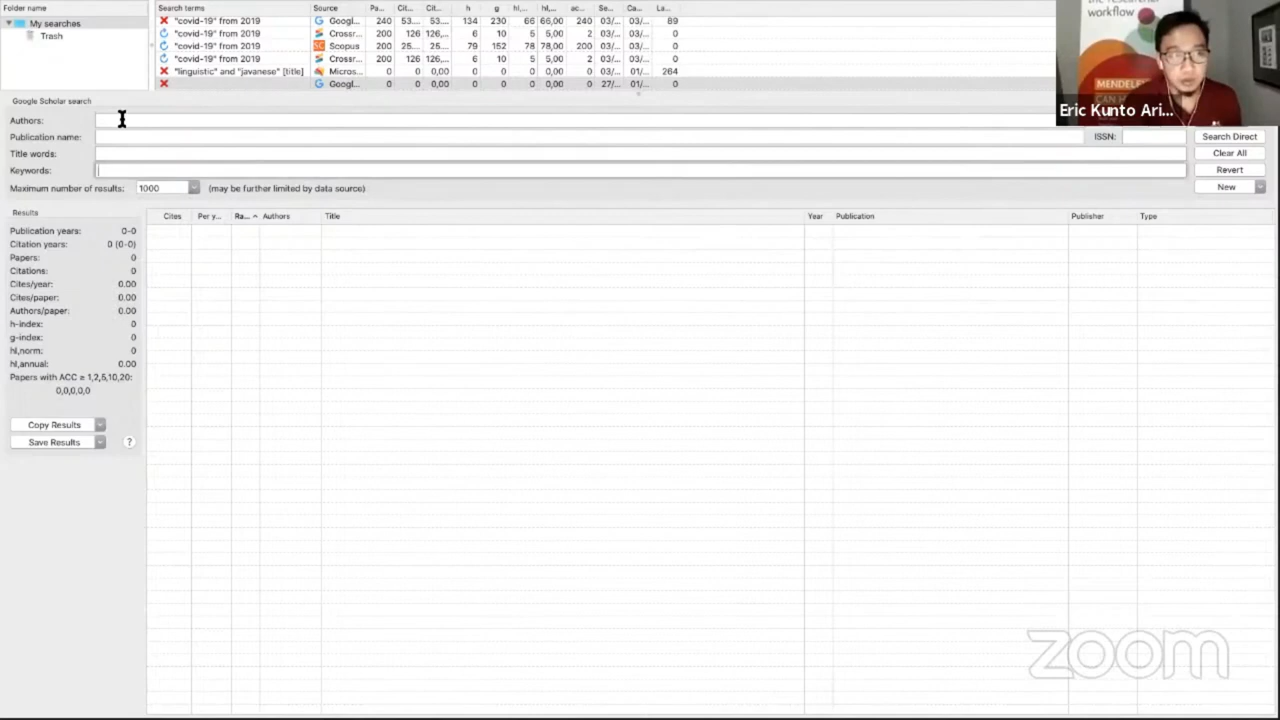 Folder name
My searches
Trash
Search terms Source Pa... Cit... Cit... h g hI,... hI,... ac... Se... Ca... La...
"covid-19" from 2019 Googl... 240 53.... 53.... 134 230 66 66,00 240 03/... 03/... 89
"covid-19" from 2019 Crossr... 200 126 126,... 6 10 5 5,00 2 03/... 03/... 0
"covid-19" from 2019 Scopus 200 25.... 25.... 79 152 78 78,00 200 03/... 03/... 0
"covid-19" from 2019 Crossr... 200 126 126,... 6 10 5 5,00 2 03/... 03/... 0
"linguistic" and "javanese" [title] Micros... 0 0 0,00 0 0 0 0,00 0 03/... 01/... 264
Googl... 0 0 0,00 0 0 0 0,00 0 27/... 01/... 0
workflow
MENDELEY
Eric Kunto Ari...
Google Scholar search
Authors:
Publication name: ISSN: Search Direct
Title words: Clear All
Keywords: Revert
Maximum number of results: 1000 (may be further limited by data source) New
Results
Cites Per y... Ra... Authors Title Year Publication Publisher Type
Publication years: 0-0
Citation years: 0 (0-0)
Papers: 0
Citations: 0
Cites/year: 0.00
Cites/paper: 0.00
Authors/paper: 0.00
h-index: 0
g-index: 0
hI,norm: 0
hI,annual: 0.00
Papers with ACC ≥ 1,2,5,10,20:
0,0,0,0,0
Copy Results
Save Results ?
zoom